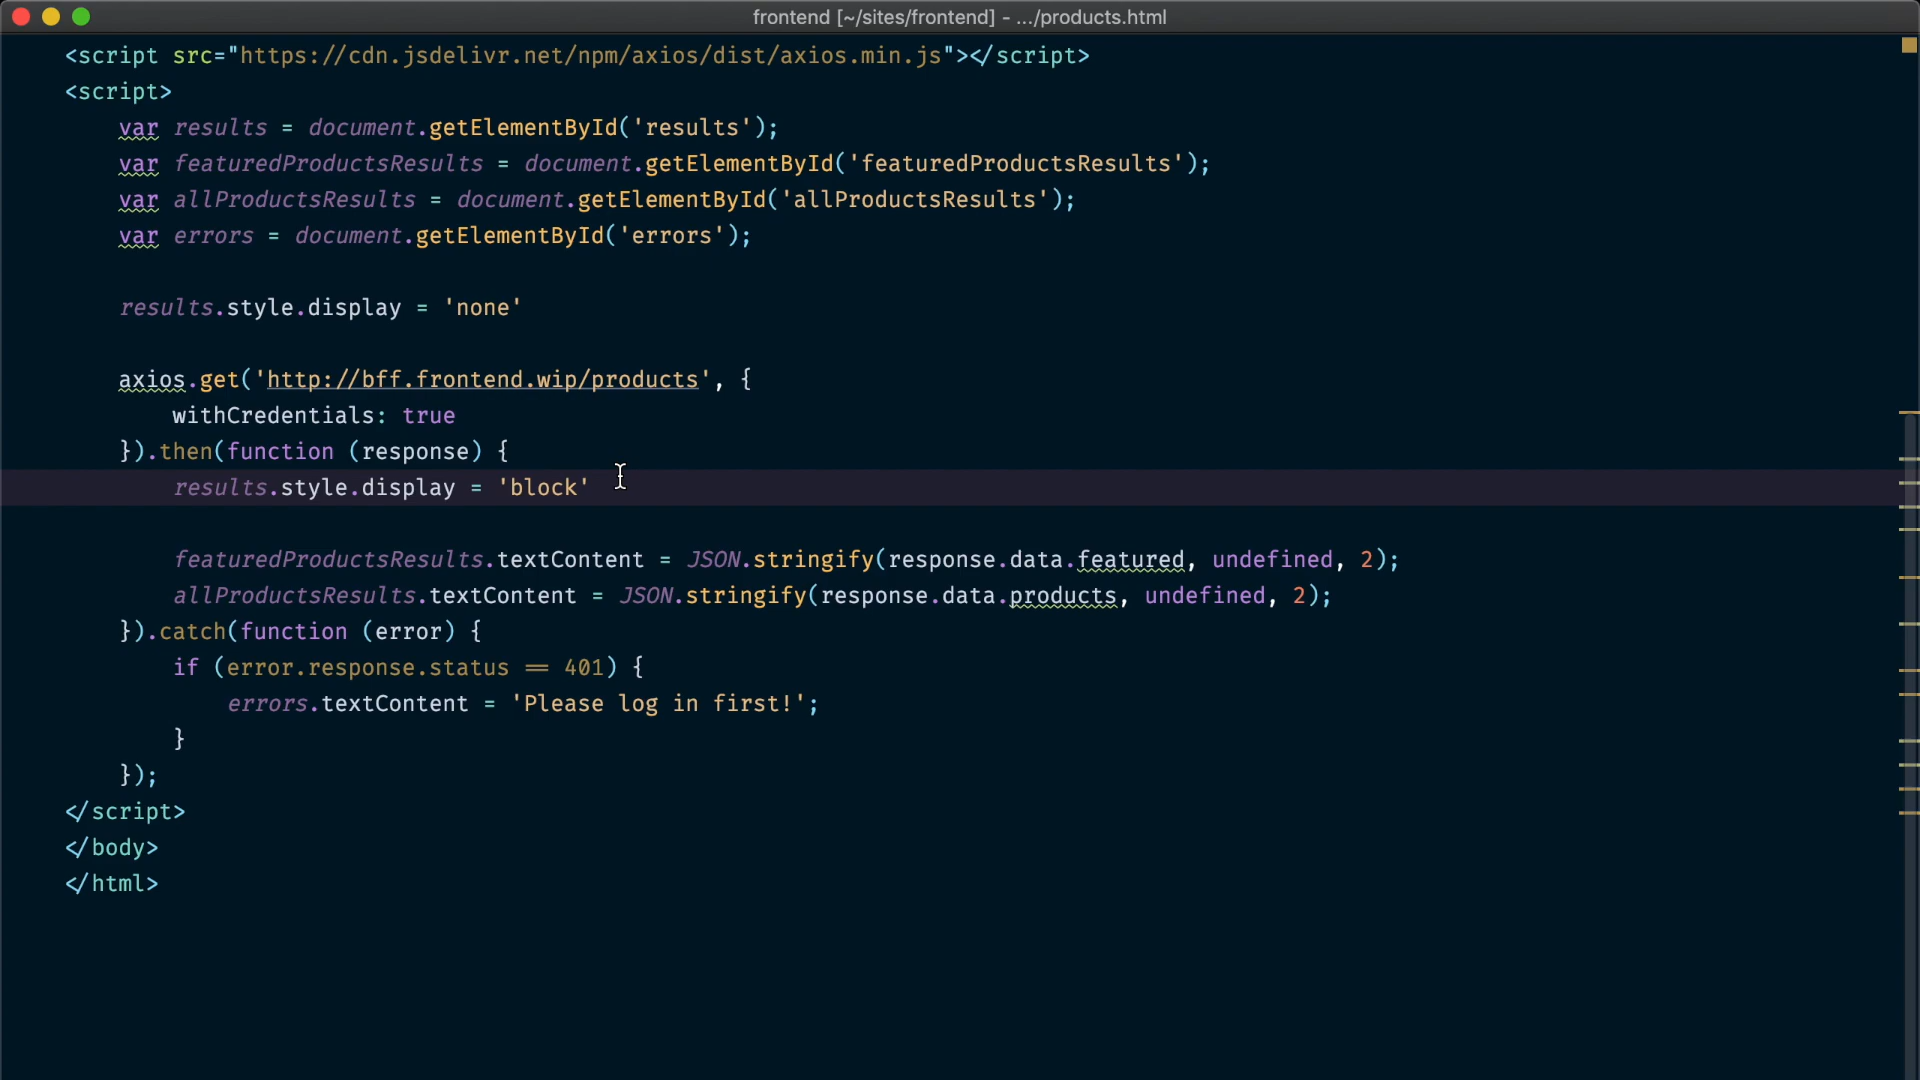 frontend [~/sites/frontend] - .../products.html
<script src="https://cdn.jsdelivr.net/npm/axios/dist/axios.min.js"></script>
<script>
var results = document.getElementById('results');
var featuredProductsResults = document.getElementById('featuredProductsResults');
var allProductsResults = document.getElementById('allProductsResults');
var errors = document.getElementById('errors');
results.style.display = 'none'
axios.get('http://bff.frontend.wip/products', {
withCredentials: true
}).then(function (response) {
results.style.display = 'block'
featuredProductsResults.textContent = JSON.stringify(response.data.featured, undefined, 2);
allProductsResults.textContent = JSON.stringify(response.data.products, undefined, 2);
}).catch(function (error) {
if (error.response.status == 401) {
errors.textContent = 'Please log in first!';
}
});
</script>
</body>
</html>